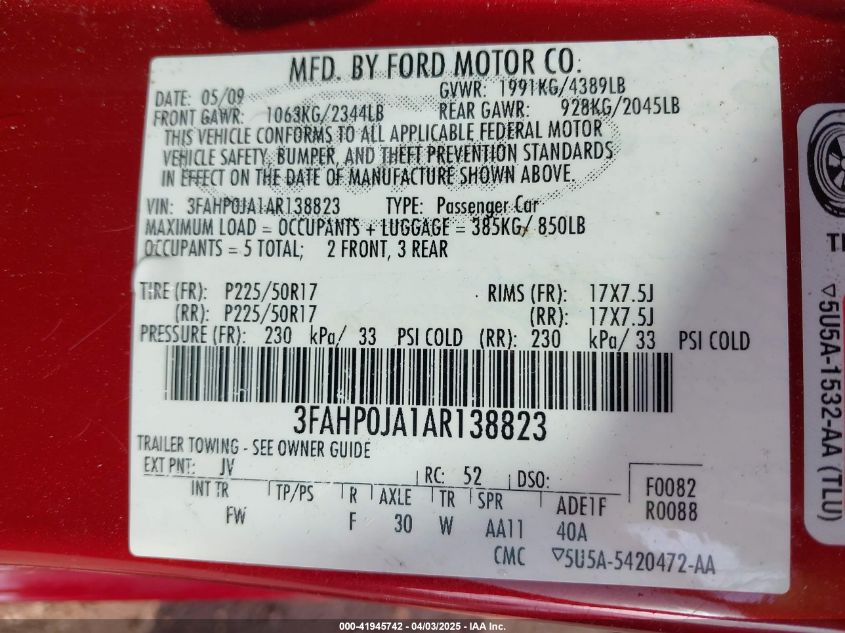 MFD. BY FORD MOTOR CO.
DATE: 05/09 GVWR: 1991KG/4389LB
FRONT GAWR: 1063KG/2344LB REAR GAWR: 928KG/2045LB
THIS VEHICLE CONFORMS TO ALL APPLICABLE FEDERAL MOTOR
VEHICLE SAFETY, BUMPER, AND THEFT PREVENTION STANDARDS
IN EFFECT ON THE DATE OF MANUFACTURE SHOWN ABOVE.
VIN: 3FAHP0JA1AR138823 TYPE: Passenger Car
MAXIMUM LOAD = OCCUPANTS + LUGGAGE = 385KG/ 850LB
OCCUPANTS = 5 TOTAL; 2 FRONT, 3 REAR
TIRE (FR): P225/50R17 RIMS (FR): 17X7.5J
(RR): P225/50R17 (RR): 17X7.5J
PRESSURE (FR): 230 kPa/ 33 PSI COLD (RR): 230 kPa/ 33 PSI COLD
3FAHP0JA1AR138823
TRAILER TOWING - SEE OWNER GUIDE
EXT PNT: JV RC: 52 DSO: F0082
INT TR TP/PS R AXLE TR SPR ADE1F R0088
FW F 30 W AA11 40A
CMC ▽5U5A-5420472-AA
▽5U5A-1532-AA (TLU)
000-41945742 / 04/03/2025 - IAA Inc.